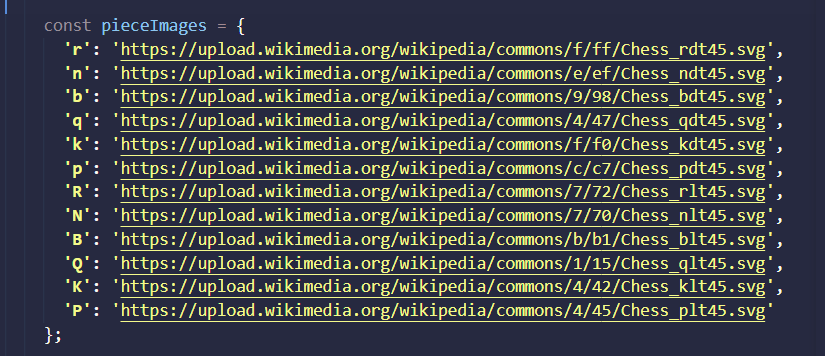 const pieceImages = {
'r': 'https://upload.wikimedia.org/wikipedia/commons/f/ff/Chess_rdt45.svg',
'n': 'https://upload.wikimedia.org/wikipedia/commons/e/ef/Chess_ndt45.svg',
'b': 'https://upload.wikimedia.org/wikipedia/commons/9/98/Chess_bdt45.svg',
'q': 'https://upload.wikimedia.org/wikipedia/commons/4/47/Chess_qdt45.svg',
'k': 'https://upload.wikimedia.org/wikipedia/commons/f/f0/Chess_kdt45.svg',
'p': 'https://upload.wikimedia.org/wikipedia/commons/c/c7/Chess_pdt45.svg',
'R': 'https://upload.wikimedia.org/wikipedia/commons/7/72/Chess_rlt45.svg',
'N': 'https://upload.wikimedia.org/wikipedia/commons/7/70/Chess_nlt45.svg',
'B': 'https://upload.wikimedia.org/wikipedia/commons/b/b1/Chess_blt45.svg',
'Q': 'https://upload.wikimedia.org/wikipedia/commons/1/15/Chess_qlt45.svg',
'K': 'https://upload.wikimedia.org/wikipedia/commons/4/42/Chess_klt45.svg',
'P': 'https://upload.wikimedia.org/wikipedia/commons/4/45/Chess_plt45.svg'
};